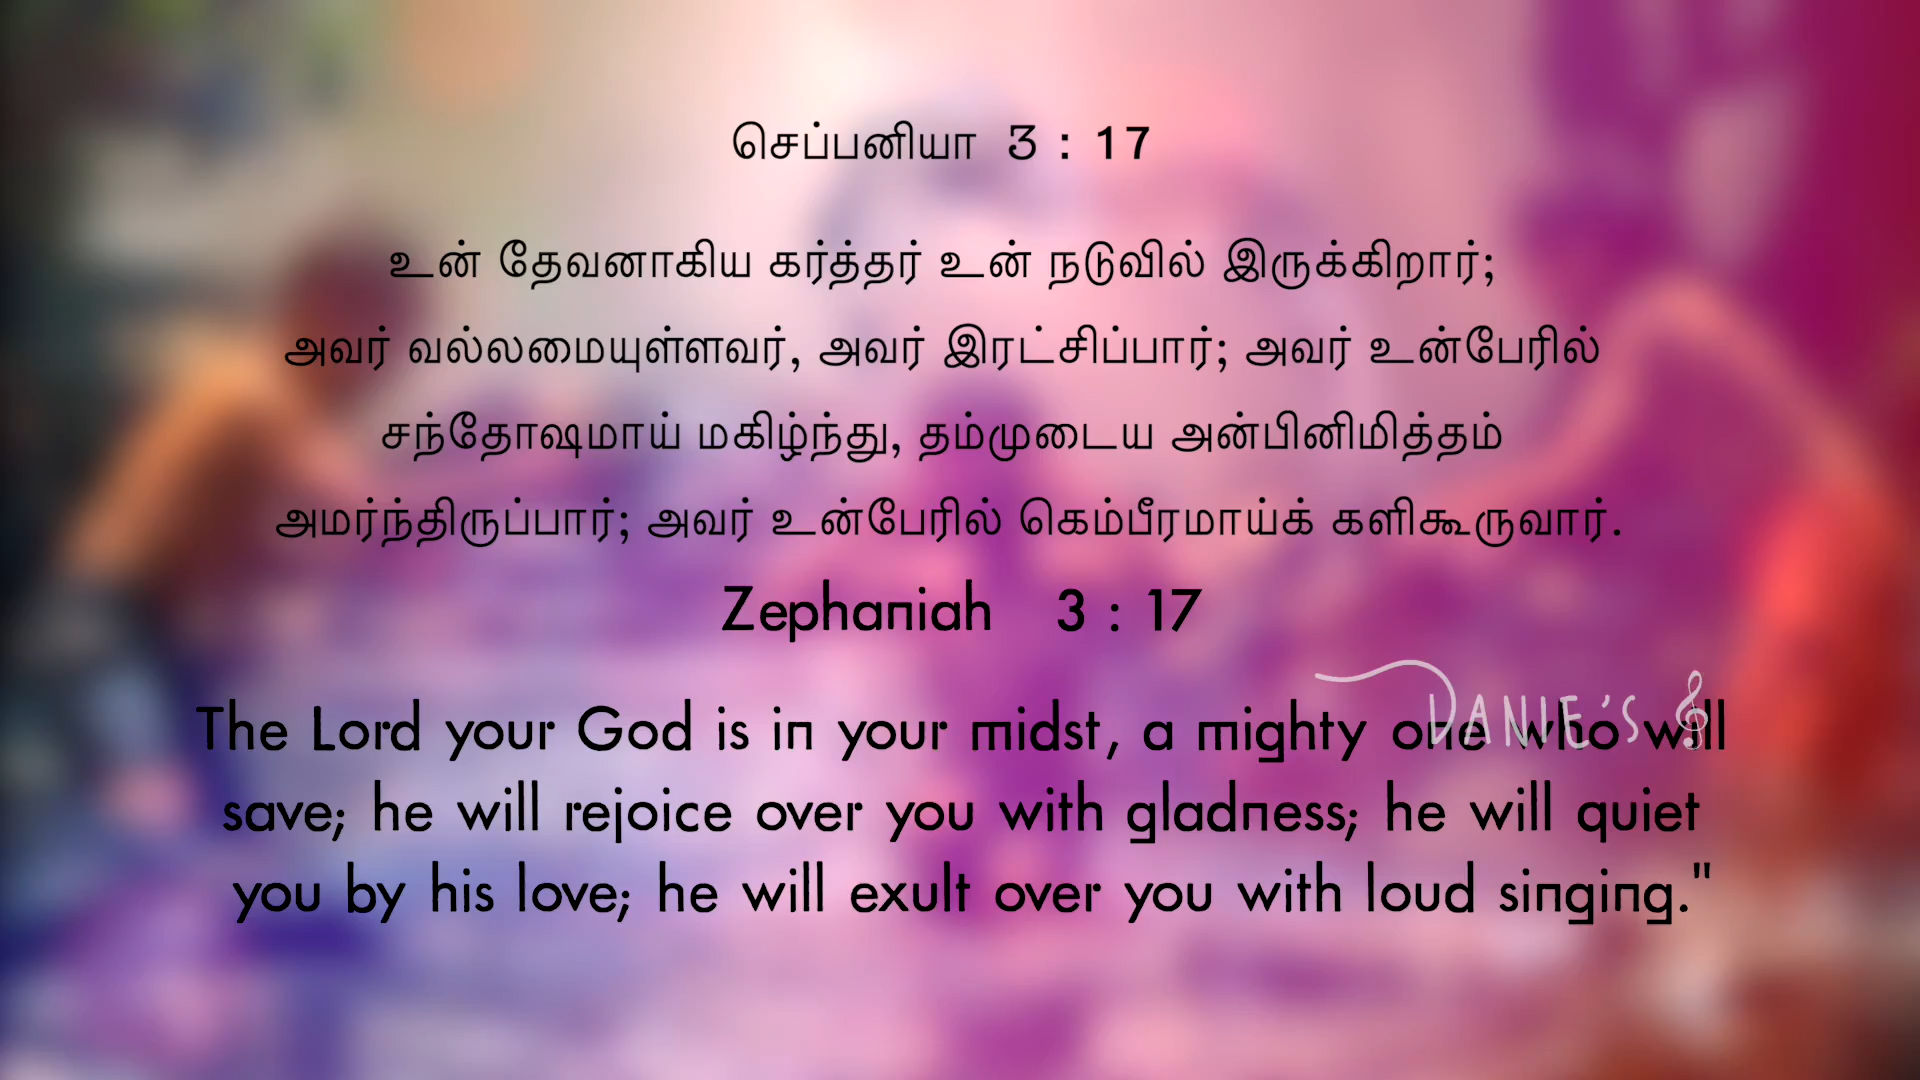 செப்பனியா 3 : 17
உன் தேவனாகிய கர்த்தர் உன் நடுவில் இருக்கிறார்;
அவர் வல்லமையுள்ளவர், அவர் இரட்சிப்பார்; அவர் உன்பேரில்
சந்தோஷமாய் மகிழ்ந்து, தம்முடைய அன்பினிமித்தம்
அமர்ந்திருப்பார்; அவர் உன்பேரில் கெம்பீரமாய்க் களிகூருவார்.
Zephaniah 3 : 17
DANIE'S
The Lord your God is in your midst, a mighty one who will
save; he will rejoice over you with gladness; he will quiet
you by his love; he will exult over you with loud singing."